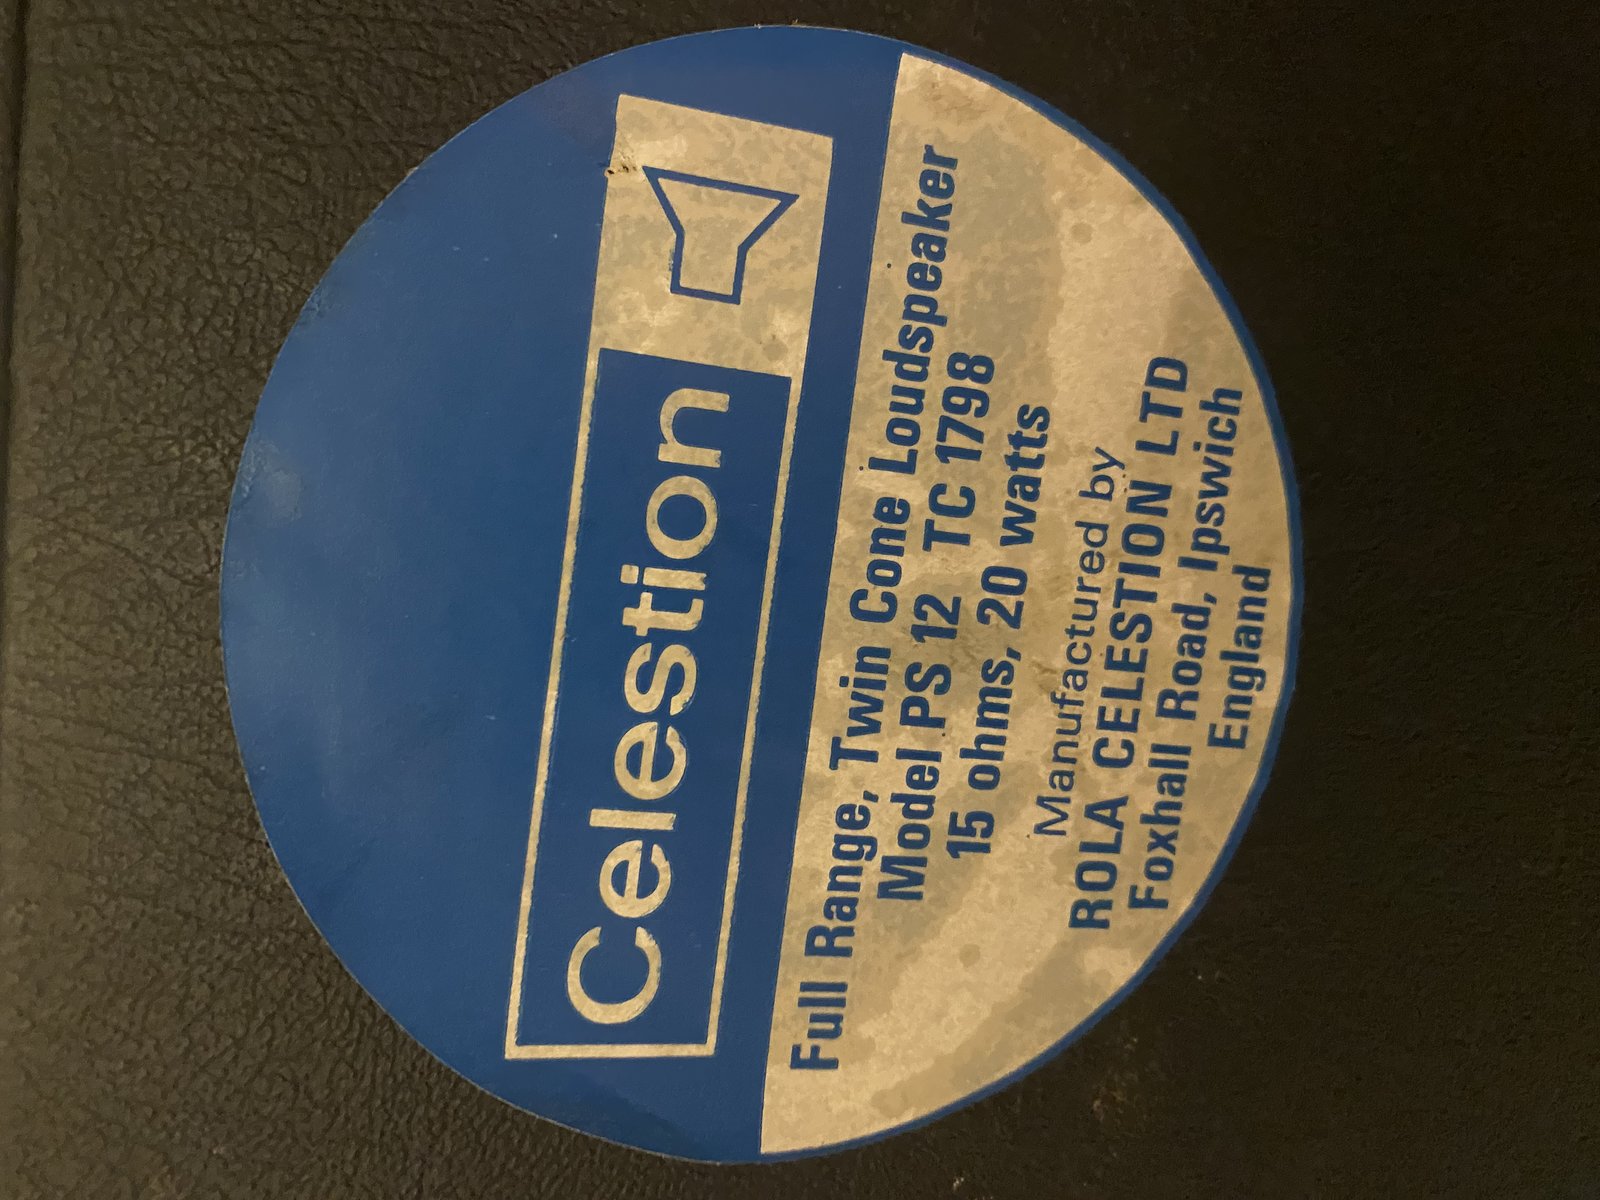 Celestion
Full Range, Twin Cone Loudspeaker
Model PS 12 TC 1798
15 ohms, 20 watts
Manufactured by
ROLA CELESTION LTD
Foxhall Road, Ipswich
England